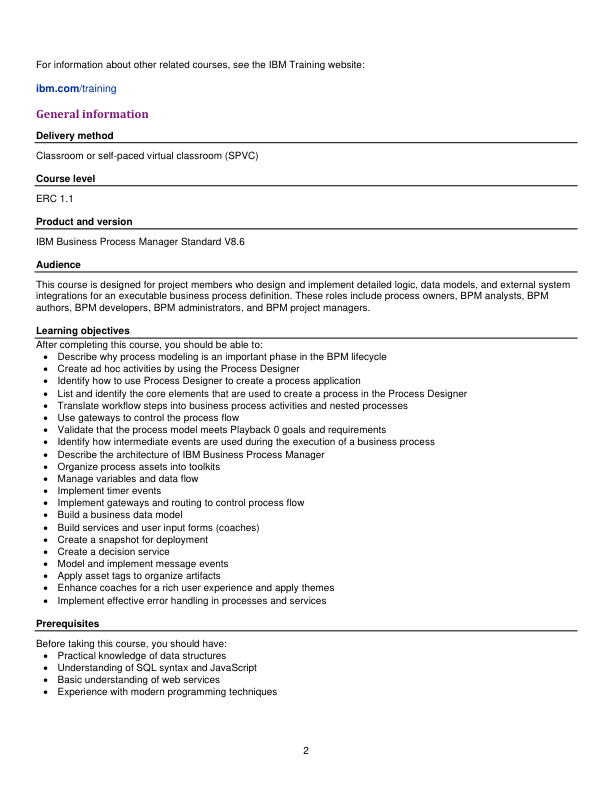 For information about other related courses, see the IBM Training website:
ibm.com/training
General information
Delivery method
Classroom or self-paced virtual classroom (SPVC)
Course level
ERC 1.1
Product and version
IBM Business Process Manager Standard V8.6
Audience
This course is designed for project members who design and implement detailed logic, data models, and external system
integrations for an executable business process definition. These roles include process owners, BPM analysts, BPM
authors, BPM developers, BPM administrators, and BPM project managers.
Learning objectives
After completing this course, you should be able to:
• Describe why process modeling is an important phase in the BPM lifecycle
• Create ad hoc activities by using the Process Designer
• Identify how to use Process Designer to create a process application
• List and identify the core elements that are used to create a process in the Process Designer
• Translate workflow steps into business process activities and nested processes
• Use gateways to control the process flow
• Validate that the process model meets Playback 0 goals and requirements
• Identify how intermediate events are used during the execution of a business process
• Describe the architecture of IBM Business Process Manager
• Organize process assets into toolkits
• Manage variables and data flow
• Implement timer events
• Implement gateways and routing to control process flow
• Build a business data model
• Build services and user input forms (coaches)
• Create a snapshot for deployment
• Create a decision service
• Model and implement message events
• Apply asset tags to organize artifacts
• Enhance coaches for a rich user experience and apply themes
• Implement effective error handling in processes and services
Prerequisites
Before taking this course, you should have:
• Practical knowledge of data structures
• Understanding of SQL syntax and JavaScript
• Basic understanding of web services
• Experience with modern programming techniques
2